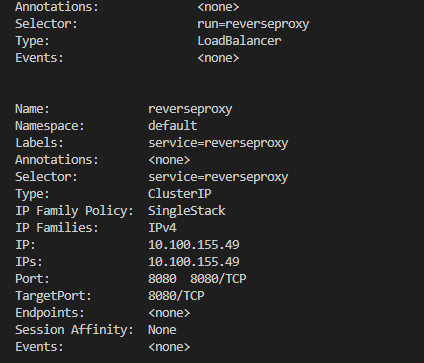 Annotations: <none>
Selector: run=reverseproxy
Type: LoadBalancer
Events: <none>
Name: reverseproxy
Namespace: default
Labels: service=reverseproxy
Annotations: <none>
Selector: service=reverseproxy
Type: ClusterIP
IP Family Policy: SingleStack
IP Families: IPv4
IP: 10.100.155.49
IPs: 10.100.155.49
Port: 8080 8080/TCP
TargetPort: 8080/TCP
Endpoints: <none>
Session Affinity: None
Events: <none>